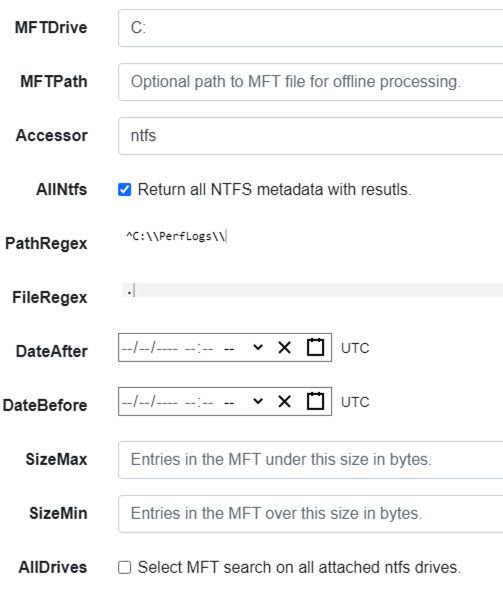 MFTDrive C:
MFTPath Optional path to MFT file for offline processing.
Accessor ntfs
AllNtfs Return all NTFS metadata with resutls.
PathRegex ^C:\\PerfLogs\\
FileRegex .
DateAfter --/--/---- --:-- -- UTC
DateBefore --/--/---- --:-- -- UTC
SizeMax Entries in the MFT under this size in bytes.
SizeMin Entries in the MFT over this size in bytes.
AllDrives Select MFT search on all attached ntfs drives.